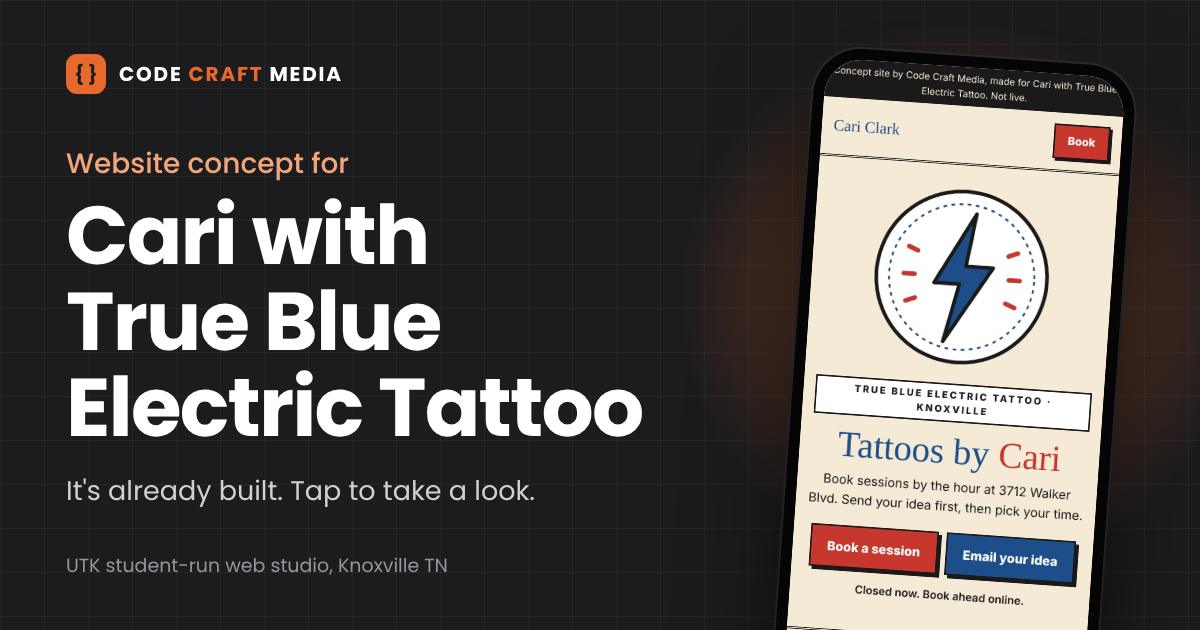 { } CODE CRAFT MEDIA
Website concept for
Cari with
True Blue
Electric Tattoo
It's already built. Tap to take a look.
UTK student-run web studio, Knoxville TN
Concept site by Code Craft Media, made for Cari with True Blue
Electric Tattoo. Not live.
Cari Clark
Book
TRUE BLUE ELECTRIC TATTOO ·
KNOXVILLE
Tattoos by Cari
Book sessions by the hour at 3712 Walker
Blvd. Send your idea first, then pick your time.
Book a session
Email your idea
Closed now. Book ahead online.